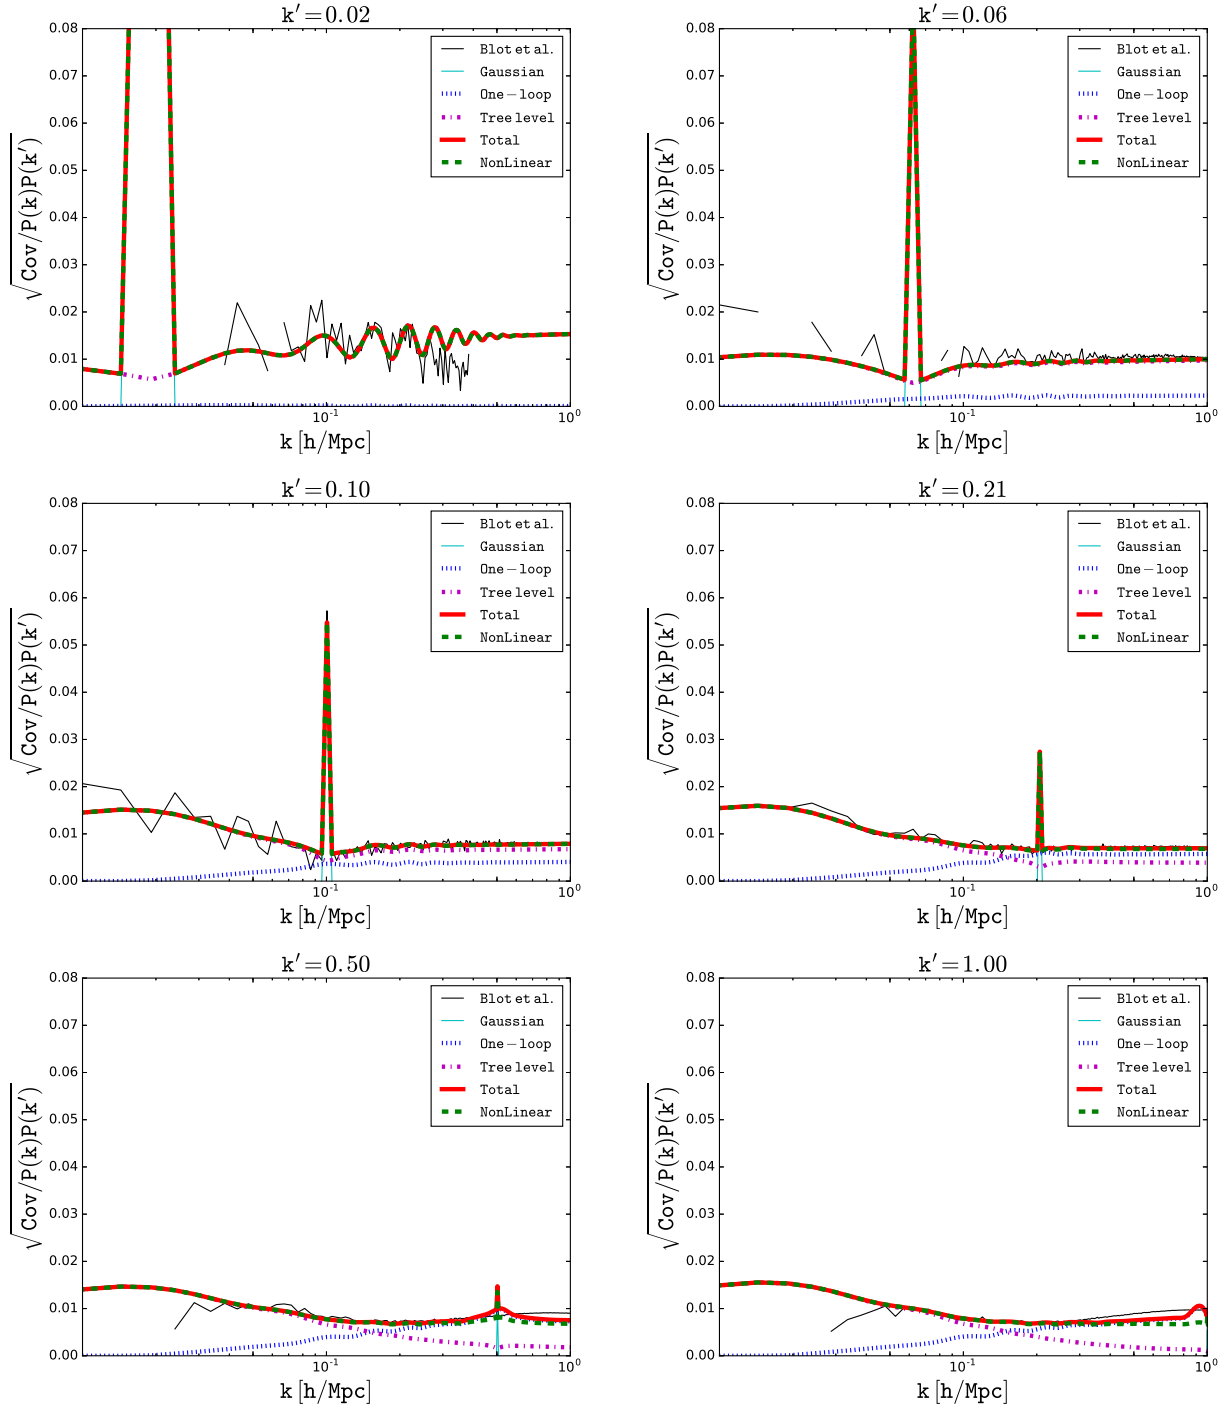 k′=0.02
0.08
0.07
0.06
0.05
0.04
0.03
0.02
0.01
0.00
√Cov/P(k)P(k′)
Blot et al.
Gaussian
One−loop
Tree level
Total
NonLinear
10⁻¹
10⁰
k [h/Mpc]
k′=0.06
0.08
0.07
0.06
0.05
0.04
0.03
0.02
0.01
0.00
√Cov/P(k)P(k′)
Blot et al.
Gaussian
One−loop
Tree level
Total
NonLinear
10⁻¹
10⁰
k [h/Mpc]
k′=0.10
0.08
0.07
0.06
0.05
0.04
0.03
0.02
0.01
0.00
√Cov/P(k)P(k′)
Blot et al.
Gaussian
One−loop
Tree level
Total
NonLinear
10⁻¹
10⁰
k [h/Mpc]
k′=0.21
0.08
0.07
0.06
0.05
0.04
0.03
0.02
0.01
0.00
√Cov/P(k)P(k′)
Blot et al.
Gaussian
One−loop
Tree level
Total
NonLinear
10⁻¹
10⁰
k [h/Mpc]
k′=0.50
0.08
0.07
0.06
0.05
0.04
0.03
0.02
0.01
0.00
√Cov/P(k)P(k′)
Blot et al.
Gaussian
One−loop
Tree level
Total
NonLinear
10⁻¹
10⁰
k [h/Mpc]
k′=1.00
0.08
0.07
0.06
0.05
0.04
0.03
0.02
0.01
0.00
√Cov/P(k)P(k′)
Blot et al.
Gaussian
One−loop
Tree level
Total
NonLinear
10⁻¹
10⁰
k [h/Mpc]